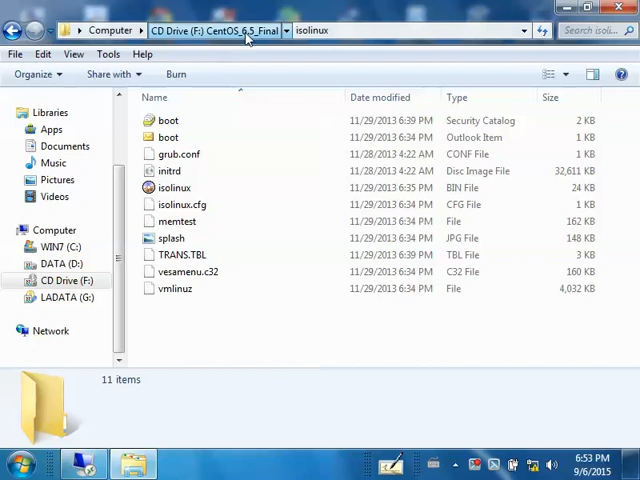 Computer CD Drive (F:) CentOS_6.5_Final isolinux Search isolin...
File Edit View Tools Help
Organize Share with Burn
Name Date modified Type Size
Libraries
Apps
Documents
Music
Pictures
Videos
Computer
WIN7 (C:)
DATA (D:)
CD Drive (F:)
LADATA (G:)
Network
boot 11/29/2013 6:39 PM Security Catalog 2 KB
boot 11/29/2013 6:34 PM Outlook Item 1 KB
grub.conf 11/28/2013 4:22 AM CONF File 1 KB
initrd 11/28/2013 4:22 AM Disc Image File 32,611 KB
isolinux 11/29/2013 6:35 PM BIN File 24 KB
isolinux.cfg 11/29/2013 6:34 PM CFG File 1 KB
memtest 11/29/2013 6:34 PM File 162 KB
splash 11/29/2013 6:34 PM JPG File 148 KB
TRANS.TBL 11/29/2013 6:39 PM TBL File 3 KB
vesamenu.c32 11/29/2013 6:34 PM C32 File 160 KB
vmlinuz 11/29/2013 6:34 PM File 4,032 KB
11 items
6:53 PM
9/6/2015